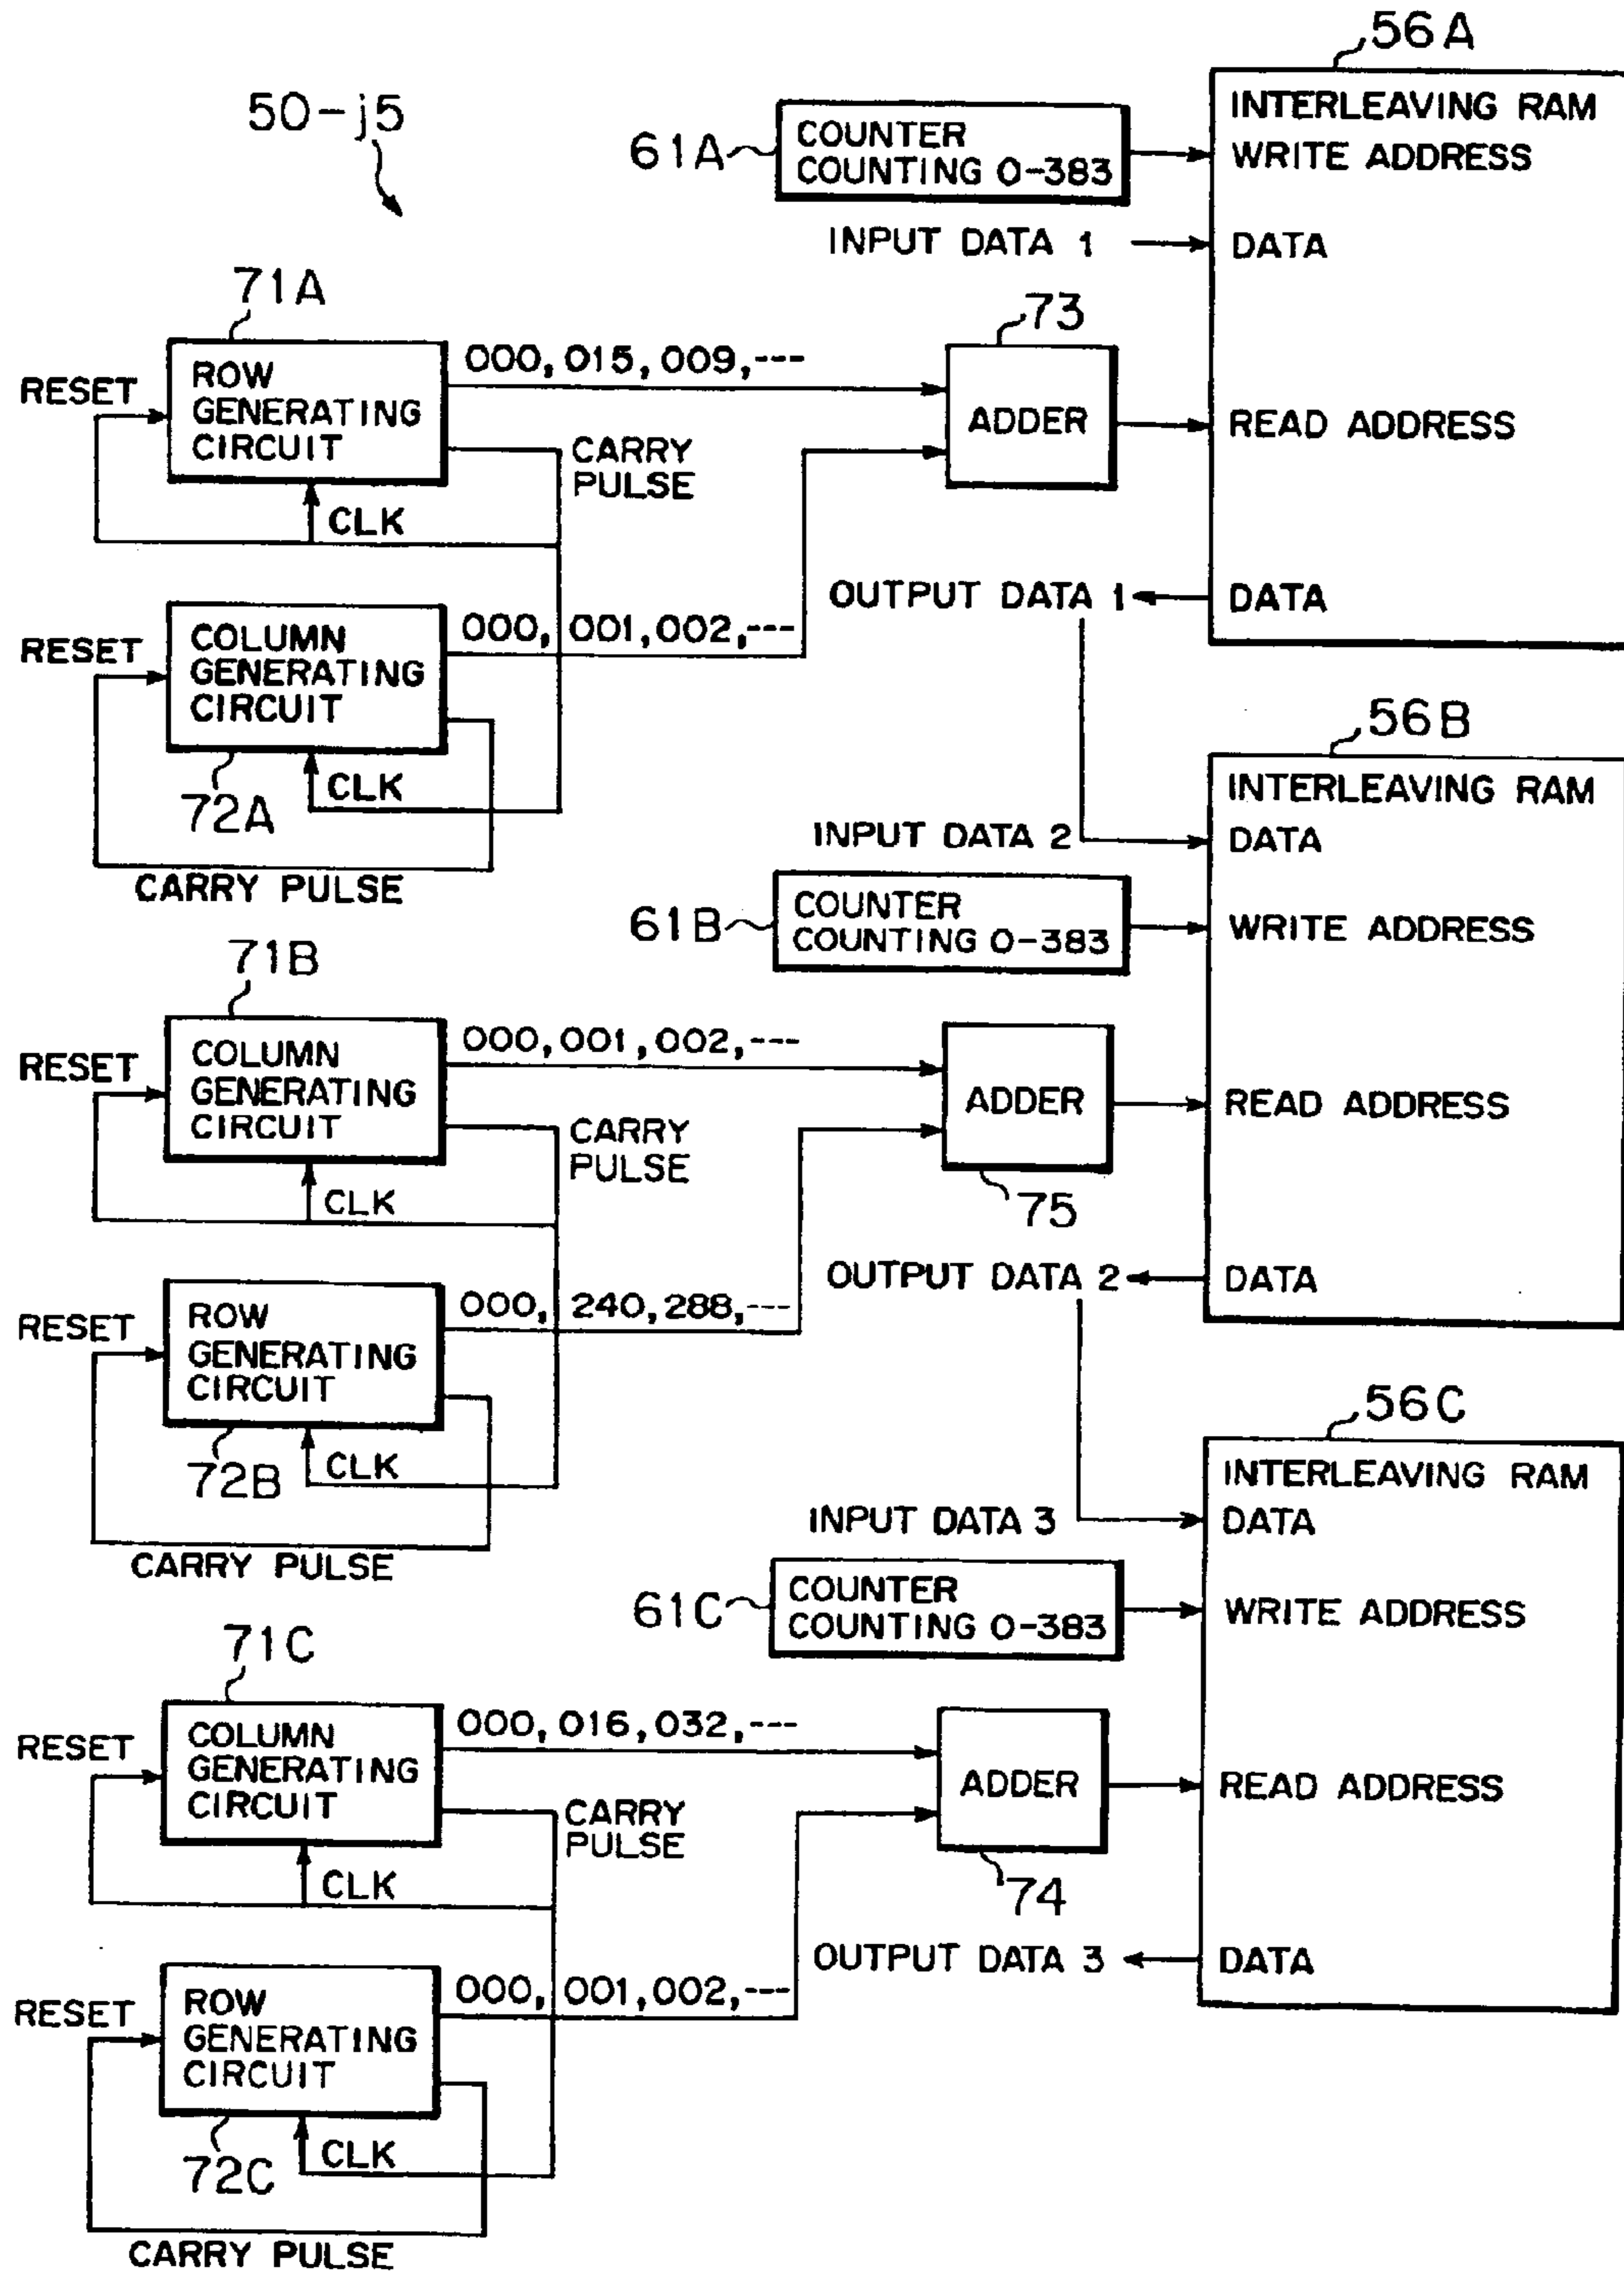 50-j5
56A
INTERLEAVING RAM
61A
COUNTER
COUNTING 0-383
WRITE ADDRESS
INPUT DATA 1
DATA
71A
ROW
GENERATING
CIRCUIT
RESET
000, 015, 009, ---
CARRY
PULSE
CLK
73
ADDER
READ ADDRESS
OUTPUT DATA 1
DATA
COLUMN
GENERATING
CIRCUIT
RESET
000, 001, 002, ---
72A
CLK
CARRY PULSE
56B
INTERLEAVING RAM
INPUT DATA 2
DATA
61B
COUNTER
COUNTING 0-383
WRITE ADDRESS
71B
COLUMN
GENERATING
CIRCUIT
RESET
000, 001, 002, ---
CARRY
PULSE
CLK
ADDER
75
READ ADDRESS
OUTPUT DATA 2
DATA
ROW
GENERATING
CIRCUIT
RESET
000, 240, 288, ---
72B
CLK
CARRY PULSE
56C
INTERLEAVING RAM
INPUT DATA 3
DATA
61C
COUNTER
COUNTING 0-383
WRITE ADDRESS
71C
COLUMN
GENERATING
CIRCUIT
RESET
000, 016, 032, ---
CARRY
PULSE
CLK
ADDER
74
READ ADDRESS
OUTPUT DATA 3
DATA
ROW
GENERATING
CIRCUIT
RESET
000, 001, 002, ---
72C
CLK
CARRY PULSE